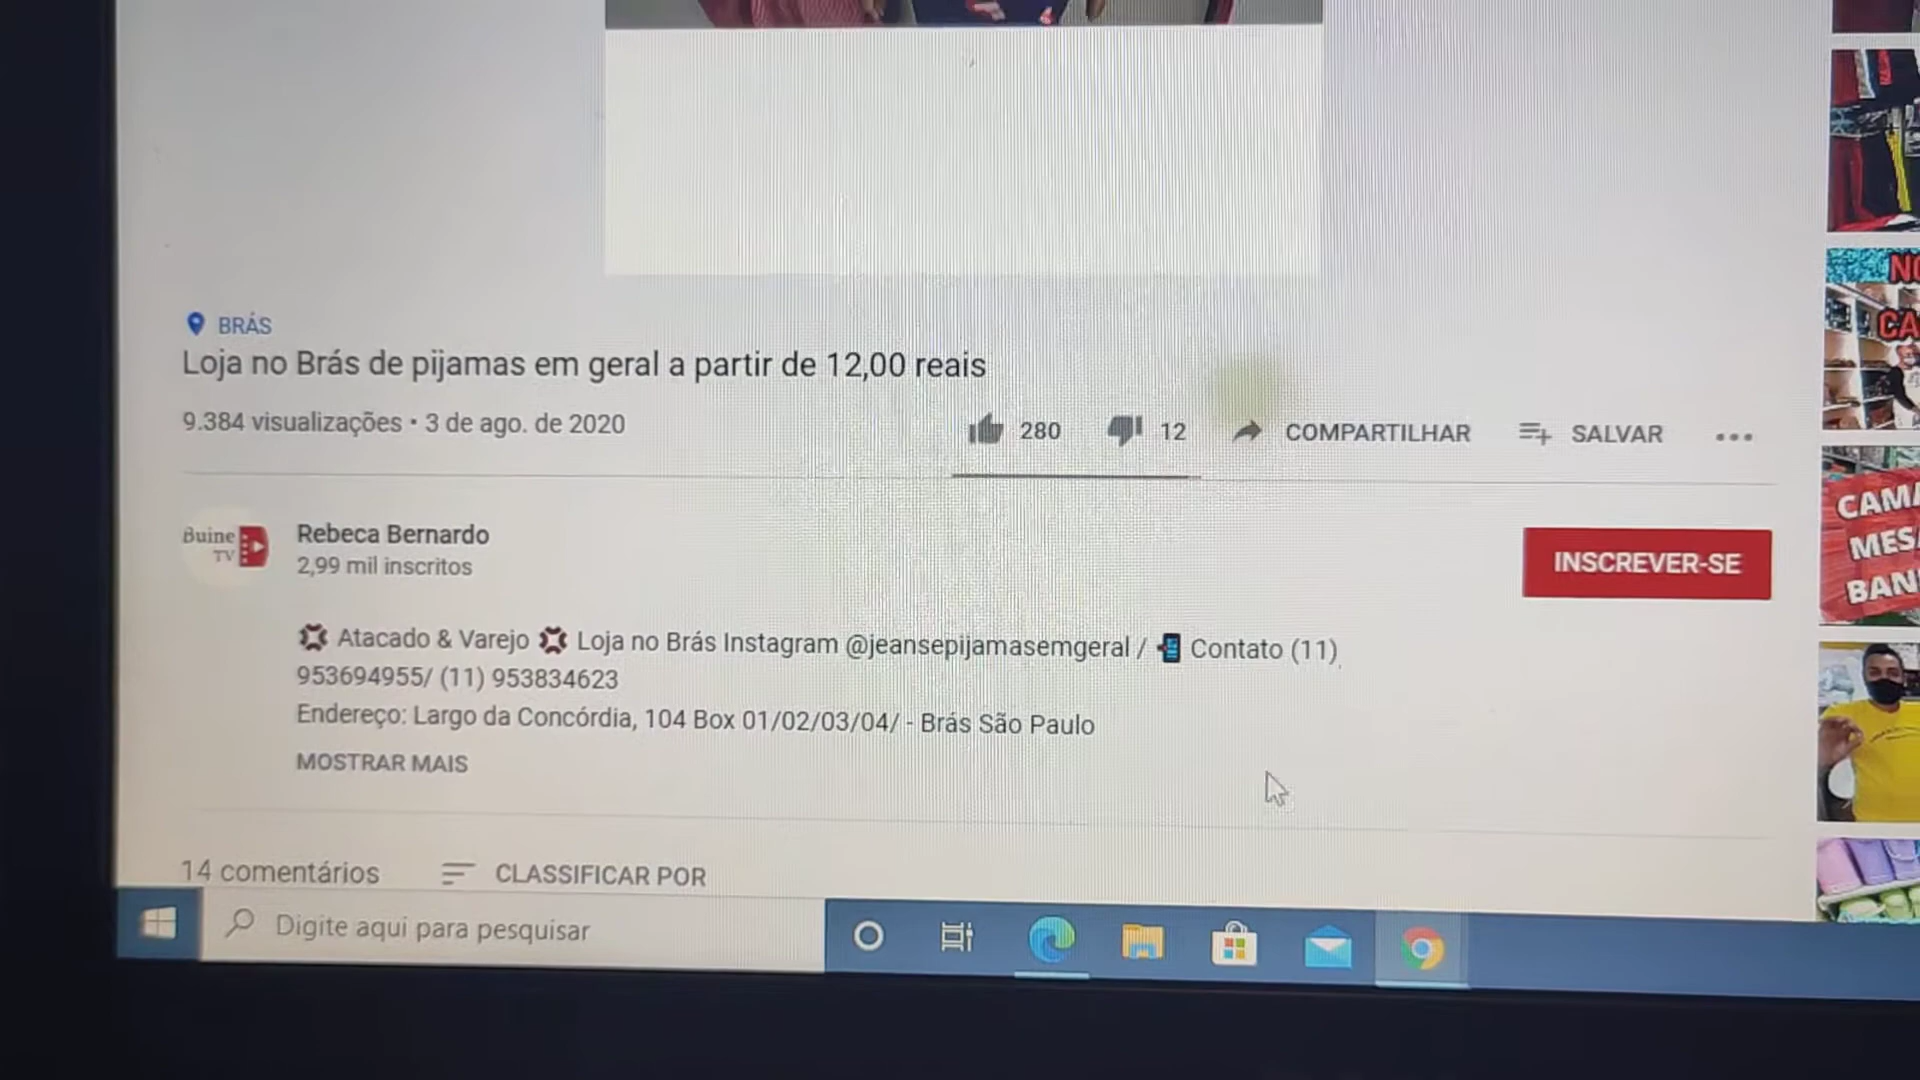 BRÁS
Loja no Brás de pijamas em geral a partir de 12,00 reais
9.384 visualizações • 3 de ago. de 2020
280 12 COMPARTILHAR SALVAR
Buine
TV
Rebeca Bernardo
2,99 mil inscritos
INSCREVER-SE
Atacado & Varejo Loja no Brás Instagram @jeansepijamasemgeral / Contato (11)
953694955/ (11) 953834623
Endereço: Largo da Concórdia, 104 Box 01/02/03/04/ - Brás São Paulo
MOSTRAR MAIS
14 comentários CLASSIFICAR POR
Digite aqui para pesquisar
NO
CA
CAMA
MESA
BAN